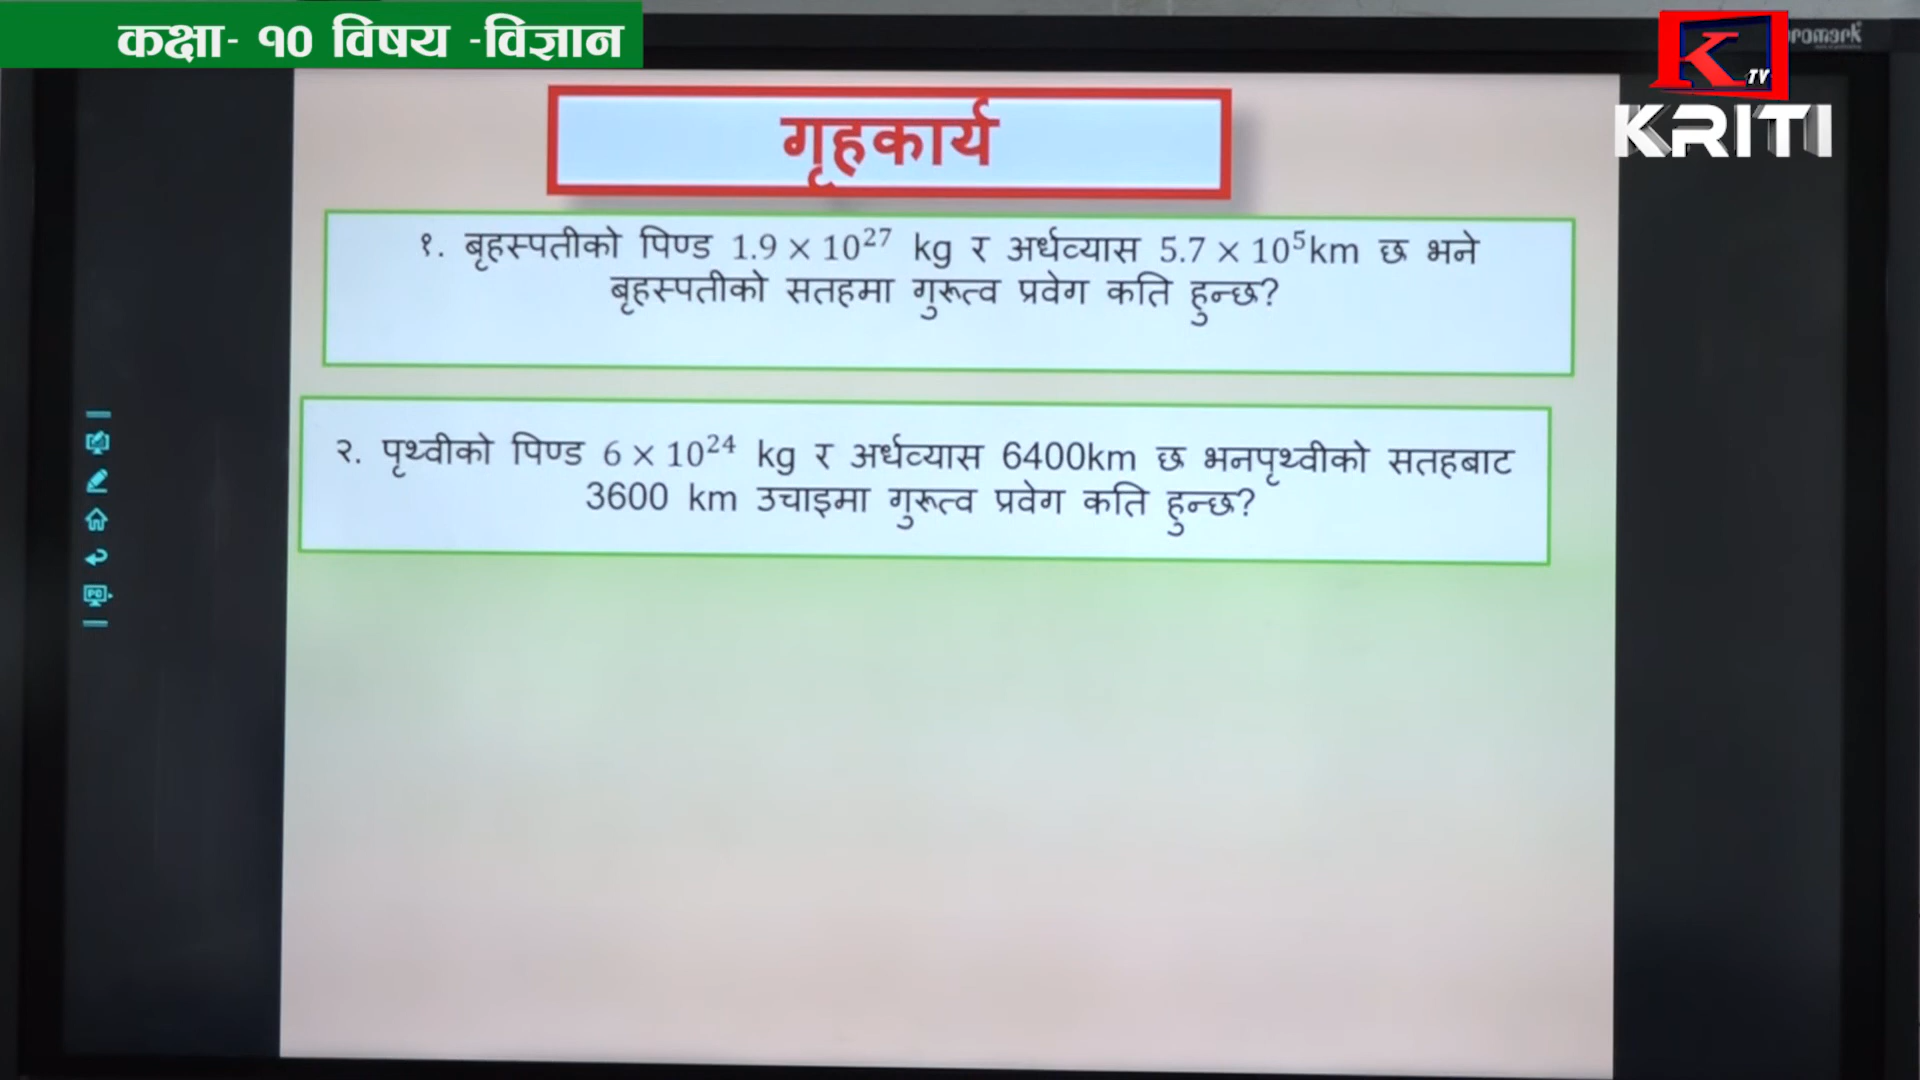 कक्षा- १० विषय -विज्ञान
K TV
KRITI
गृहकार्य
१. बृहस्पतीको पिण्ड 1.9 × 10²⁷ kg र अर्धव्यास 5.7 × 10⁵km छ भने
बृहस्पतीको सतहमा गुरूत्व प्रवेग कति हुन्छ?
२. पृथ्वीको पिण्ड 6 × 10²⁴ kg र अर्धव्यास 6400km छ भनपृथ्वीको सतहबाट
3600 km उचाइमा गुरूत्व प्रवेग कति हुन्छ?